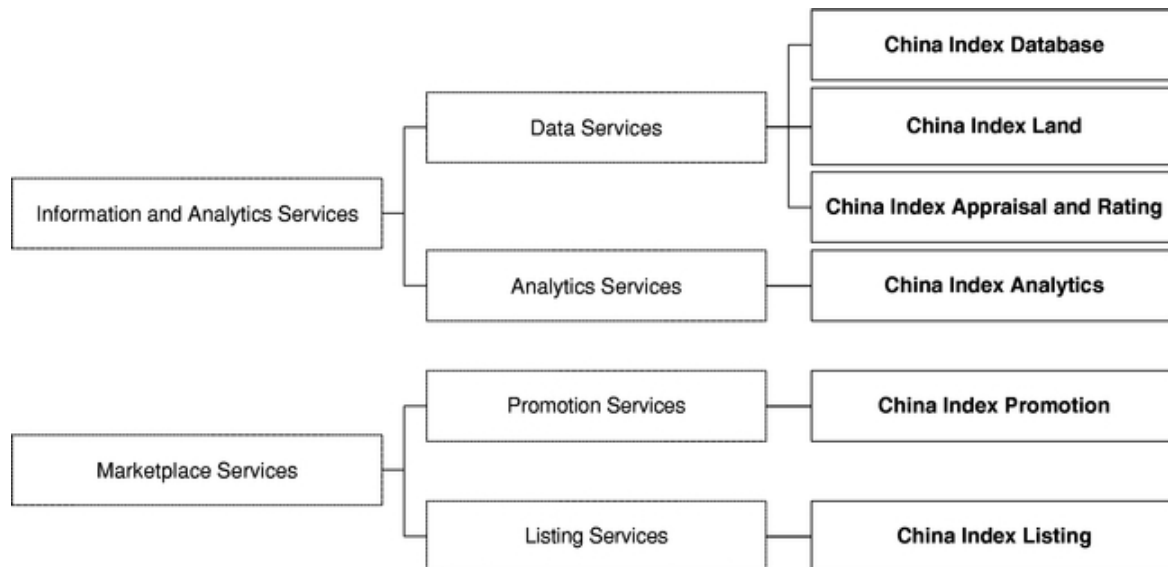 Information and Analytics Services
Data Services
China Index Database
China Index Land
China Index Appraisal and Rating
Analytics Services
China Index Analytics
Marketplace Services
Promotion Services
China Index Promotion
Listing Services
China Index Listing